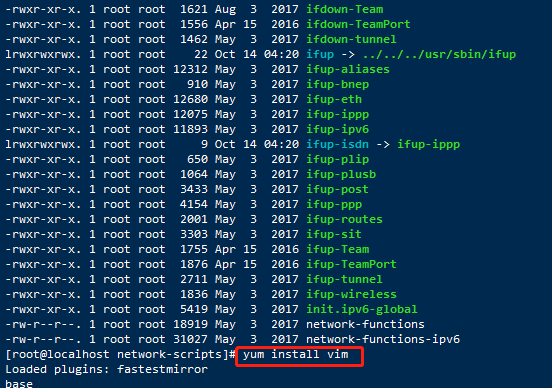 -rwxr-xr-x. 1 root root  1621 Aug  3  2017 ifdown-Team
-rwxr-xr-x. 1 root root  1556 Apr 15  2016 ifdown-TeamPort
-rwxr-xr-x. 1 root root  1462 May  3  2017 ifdown-tunnel
lrwxrwxrwx. 1 root root    22 Oct 14 04:20 ifup -> ../../../usr/sbin/ifup
-rwxr-xr-x. 1 root root 12312 May  3  2017 ifup-aliases
-rwxr-xr-x. 1 root root   910 May  3  2017 ifup-bnep
-rwxr-xr-x. 1 root root 12680 May  3  2017 ifup-eth
-rwxr-xr-x. 1 root root 12075 May  3  2017 ifup-ippp
-rwxr-xr-x. 1 root root 11893 May  3  2017 ifup-ipv6
lrwxrwxrwx. 1 root root     9 Oct 14 04:20 ifup-isdn -> ifup-ippp
-rwxr-xr-x. 1 root root   650 May  3  2017 ifup-plip
-rwxr-xr-x. 1 root root  1064 May  3  2017 ifup-plusb
-rwxr-xr-x. 1 root root  3433 May  3  2017 ifup-post
-rwxr-xr-x. 1 root root  4154 May  3  2017 ifup-ppp
-rwxr-xr-x. 1 root root  2001 May  3  2017 ifup-routes
-rwxr-xr-x. 1 root root  3303 May  3  2017 ifup-sit
-rwxr-xr-x. 1 root root  1755 Apr 15  2016 ifup-Team
-rwxr-xr-x. 1 root root  1876 Apr 15  2016 ifup-TeamPort
-rwxr-xr-x. 1 root root  2711 May  3  2017 ifup-tunnel
-rwxr-xr-x. 1 root root  1836 May  3  2017 ifup-wireless
-rwxr-xr-x. 1 root root  5419 May  3  2017 init.ipv6-global
-rw-r--r--. 1 root root 18919 May  3  2017 network-functions
-rw-r--r--. 1 root root 31027 May  3  2017 network-functions-ipv6
[root@localhost network-scripts]# yum install vim
Loaded plugins: fastestmirror
base